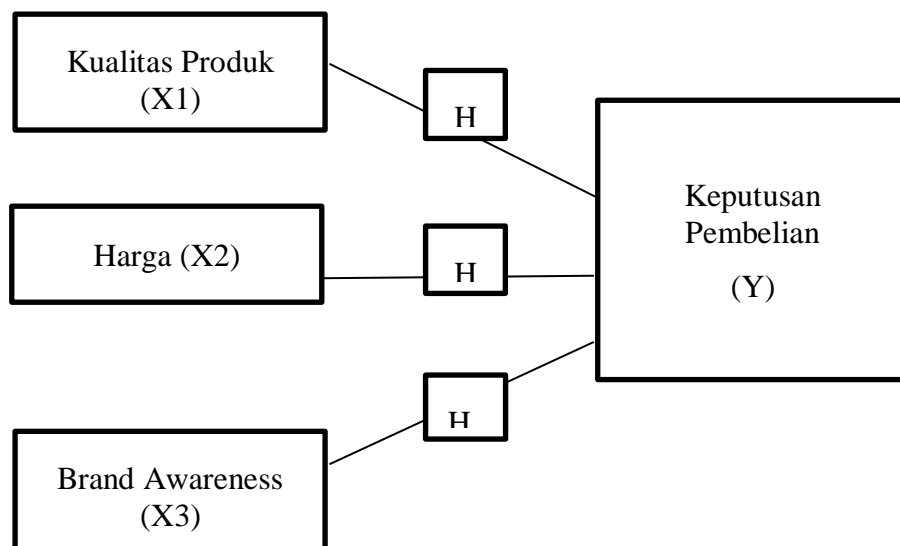 Kualitas Produk
(X1)
H
Harga (X2)
H
Brand Awareness
(X3)
H
Keputusan
Pembelian
(Y)